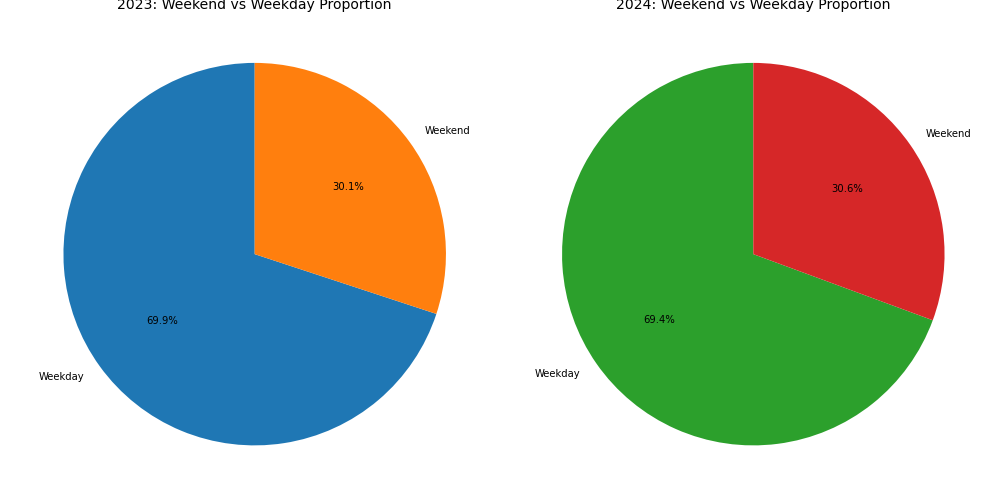 2023: Weekend vs Weekday Proportion
Weekend
30.1%
69.9%
Weekday
2024: Weekend vs Weekday Proportion
Weekend
30.6%
69.4%
Weekday